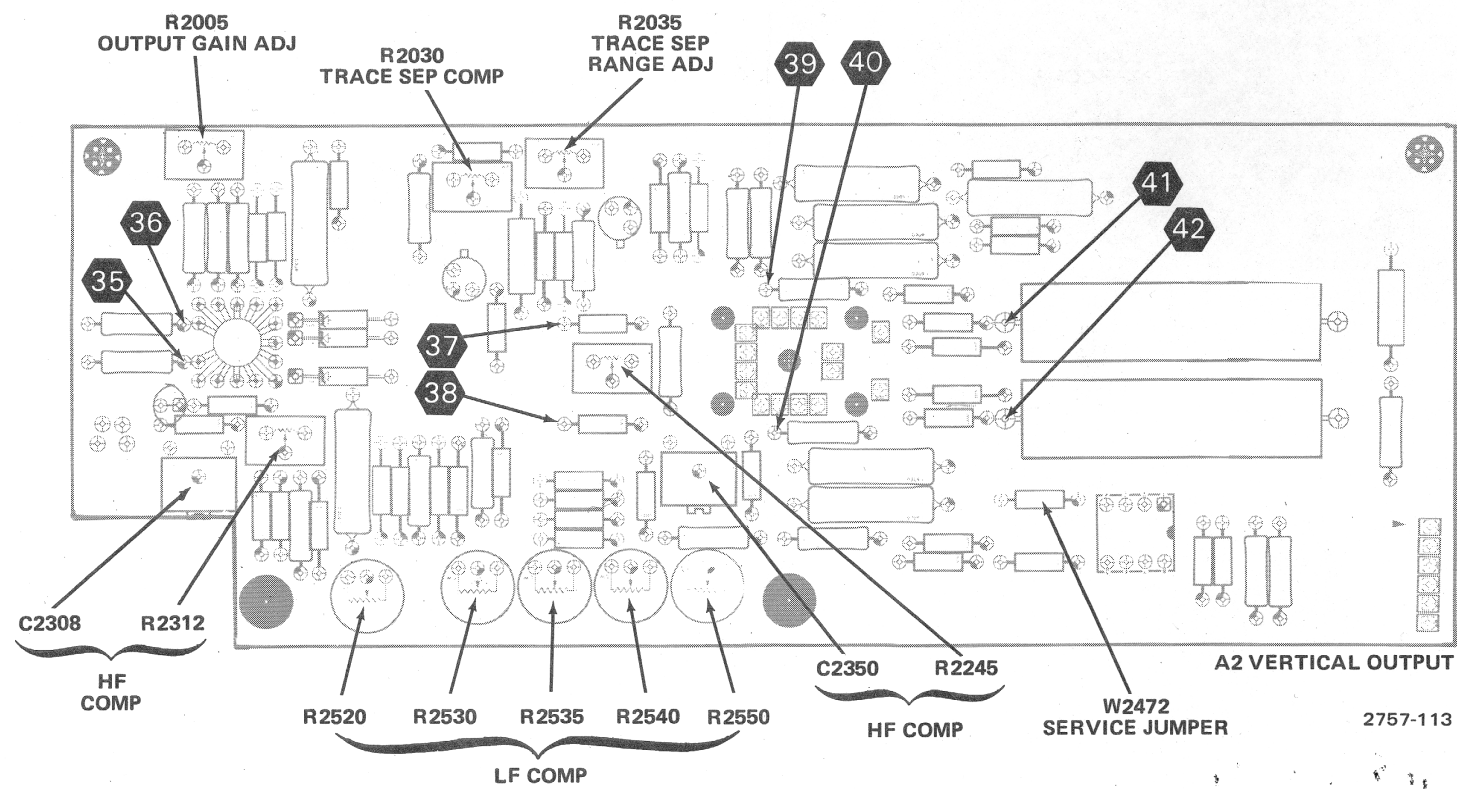 R2005
OUTPUT GAIN ADJ
R2030
TRACE SEP COMP
R2035
TRACE SEP
RANGE ADJ
39
40
41
42
36
35
37
38
C2308
R2312
HF
COMP
R2520
R2530
R2535
R2540
R2550
LF COMP
C2350
R2245
HF COMP
W2472
SERVICE JUMPER
A2 VERTICAL OUTPUT
2757-113